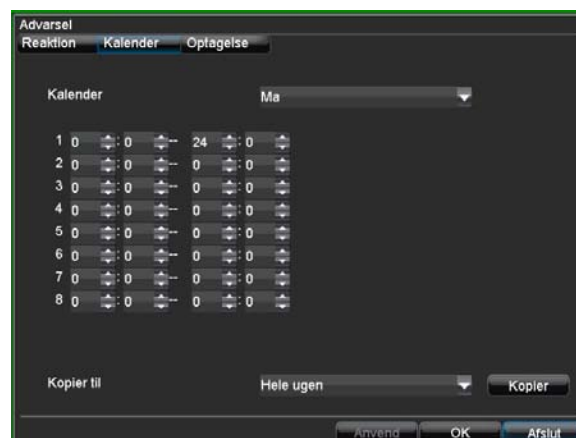 Advarsel
Reaktion Kalender Optagelse
Kalender Ma
1 0 : 0 -- 24 : 0
2 0 : 0 -- 0 : 0
3 0 : 0 -- 0 : 0
4 0 : 0 -- 0 : 0
5 0 : 0 -- 0 : 0
6 0 : 0 -- 0 : 0
7 0 : 0 -- 0 : 0
8 0 : 0 -- 0 : 0
Kopier til Hele ugen Kopier
Anvend OK Afslut